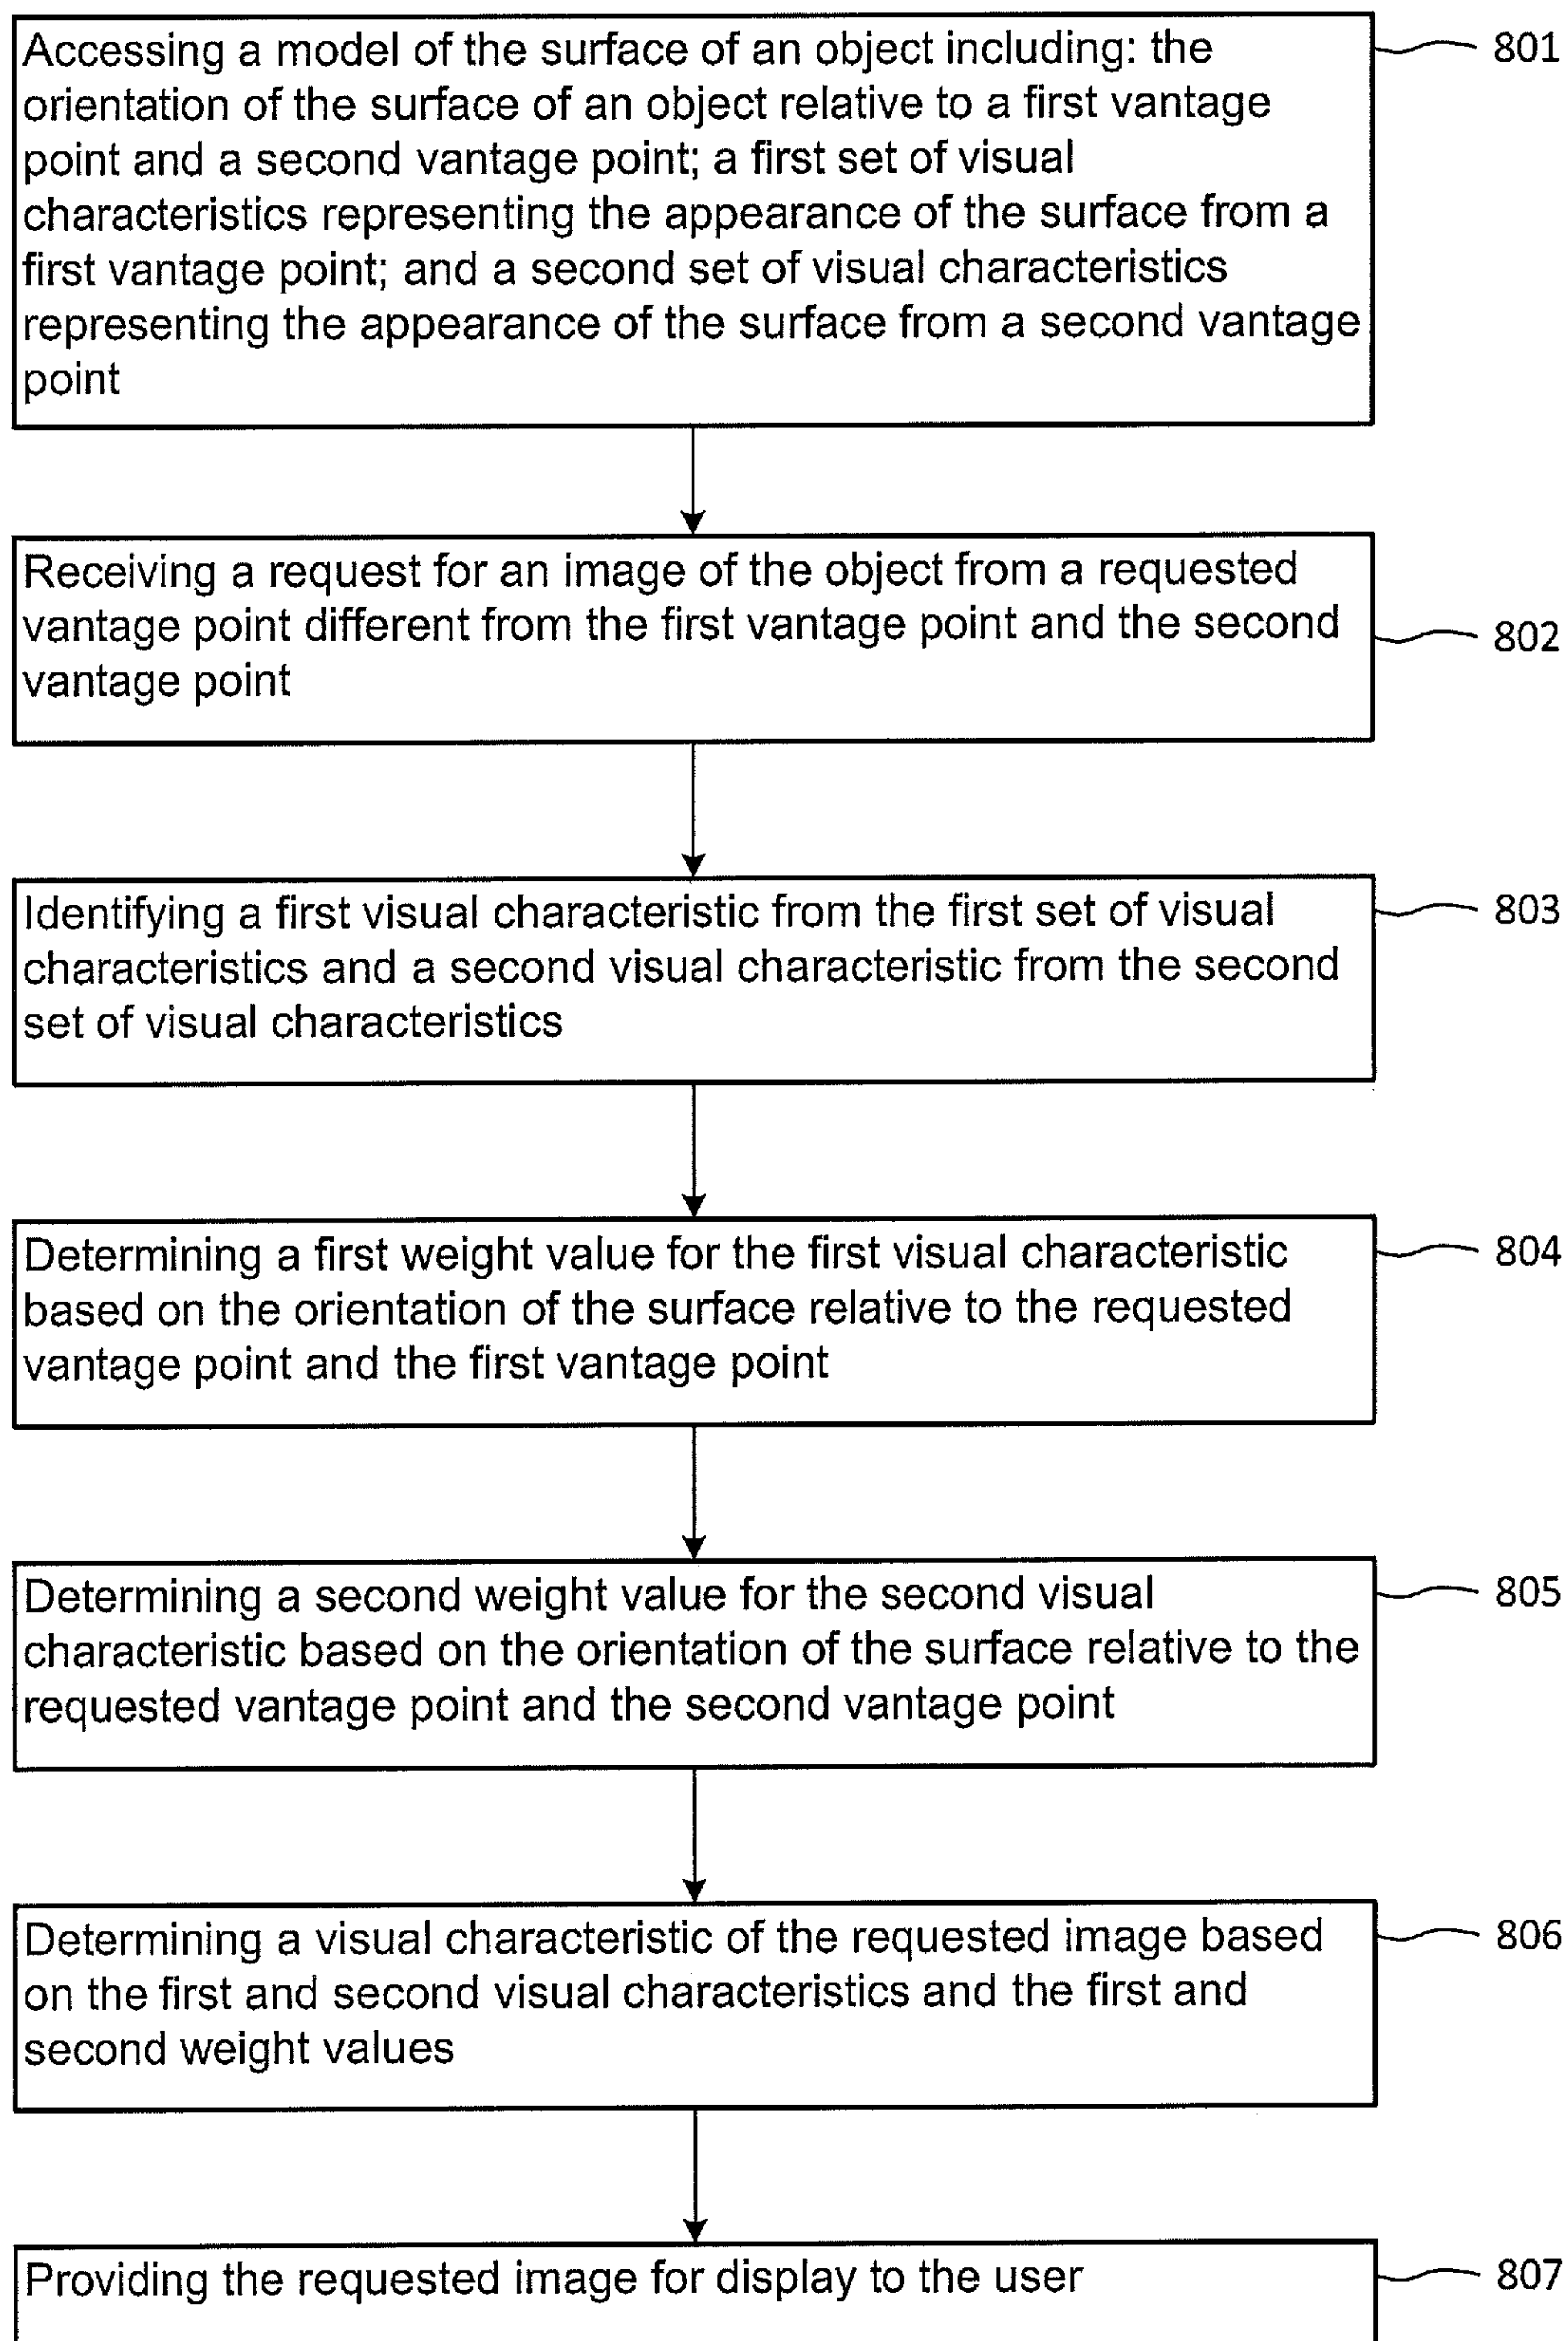 Accessing a model of the surface of an object including: the
orientation of the surface of an object relative to a first vantage
point and a second vantage point; a first set of visual
characteristics representing the appearance of the surface from a
first vantage point; and a second set of visual characteristics
representing the appearance of the surface from a second vantage
point
801
Receiving a request for an image of the object from a requested
vantage point different from the first vantage point and the second
vantage point
802
Identifying a first visual characteristic from the first set of visual
characteristics and a second visual characteristic from the second
set of visual characteristics
803
Determining a first weight value for the first visual characteristic
based on the orientation of the surface relative to the requested
vantage point and the first vantage point
804
Determining a second weight value for the second visual
characteristic based on the orientation of the surface relative to the
requested vantage point and the second vantage point
805
Determining a visual characteristic of the requested image based
on the first and second visual characteristics and the first and
second weight values
806
Providing the requested image for display to the user
807